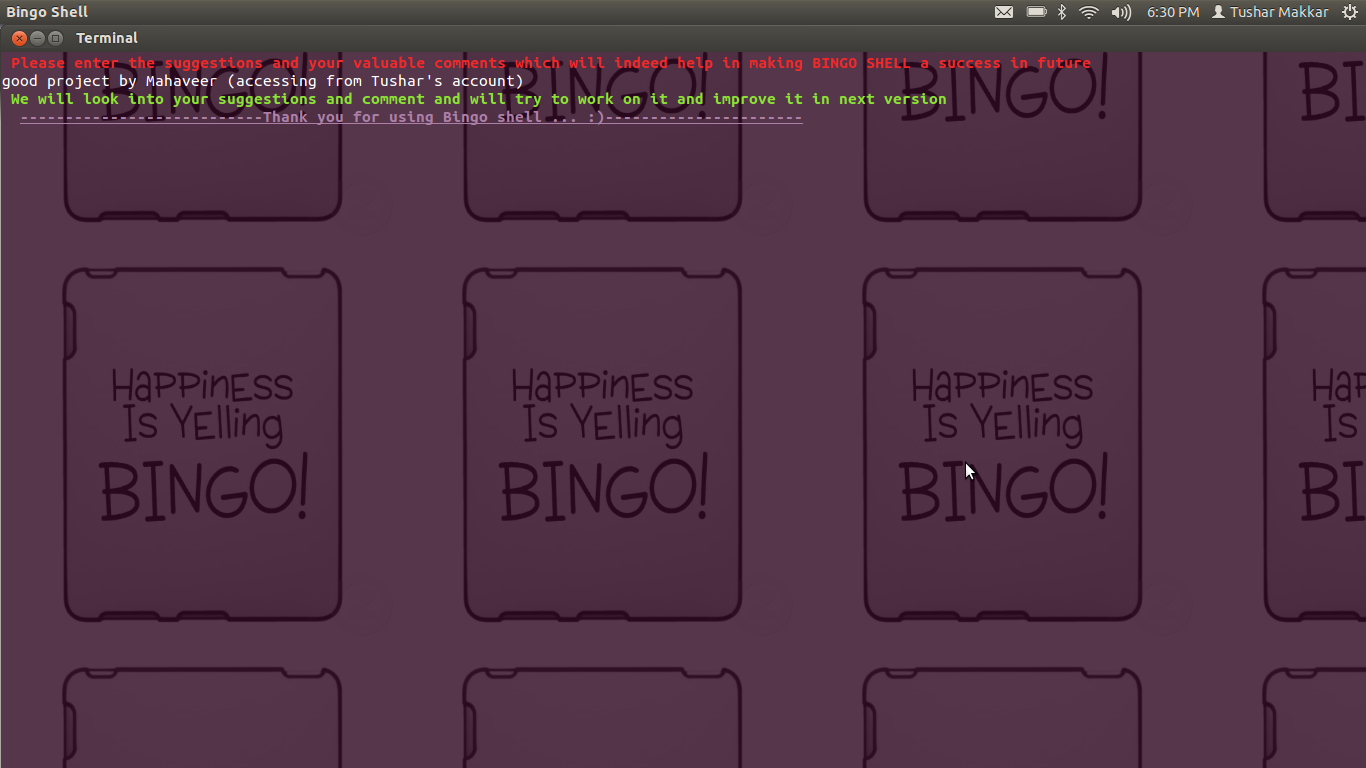 Bingo Shell 6:30 PM Tushar Makkar
Terminal
Please enter the suggestions and your valuable comments which will indeed help in making BINGO SHELL a success in future
good project by Mahaveer (accessing from Tushar's account)
We will look into your suggestions and comment and will try to work on it and improve it in next version
---------------------------Thank you for using Bingo shell ... :)----------------------
BINGO! BINGO! BINGO! BI
HaPPinESS HaPPinESS HaPPinESS HaP
Is YElling Is YElling Is YElling Is
BINGO! BINGO! BINGO! BI